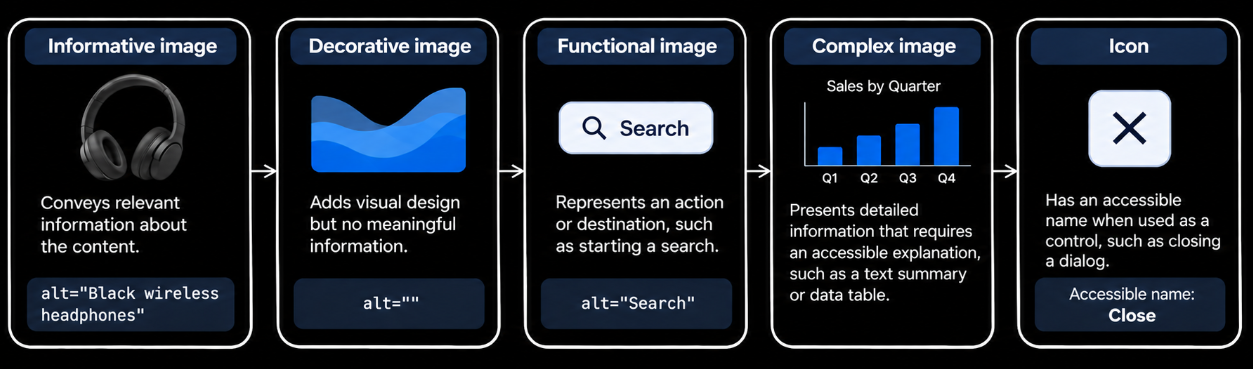 Informative image
Conveys relevant
information about
the content.
alt="Black wireless
headphones"
Decorative image
Adds visual design
but no meaningful
information.
alt=""
Functional image
Search
Represents an action
or destination, such
as starting a search.
alt="Search"
Complex image
Sales by Quarter
Q1 Q2 Q3 Q4
Presents detailed
information that requires
an accessible explanation,
such as a text summary
or data table.
Icon
Has an accessible
name when used as a
control, such as closing
a dialog.
Accessible name:
Close